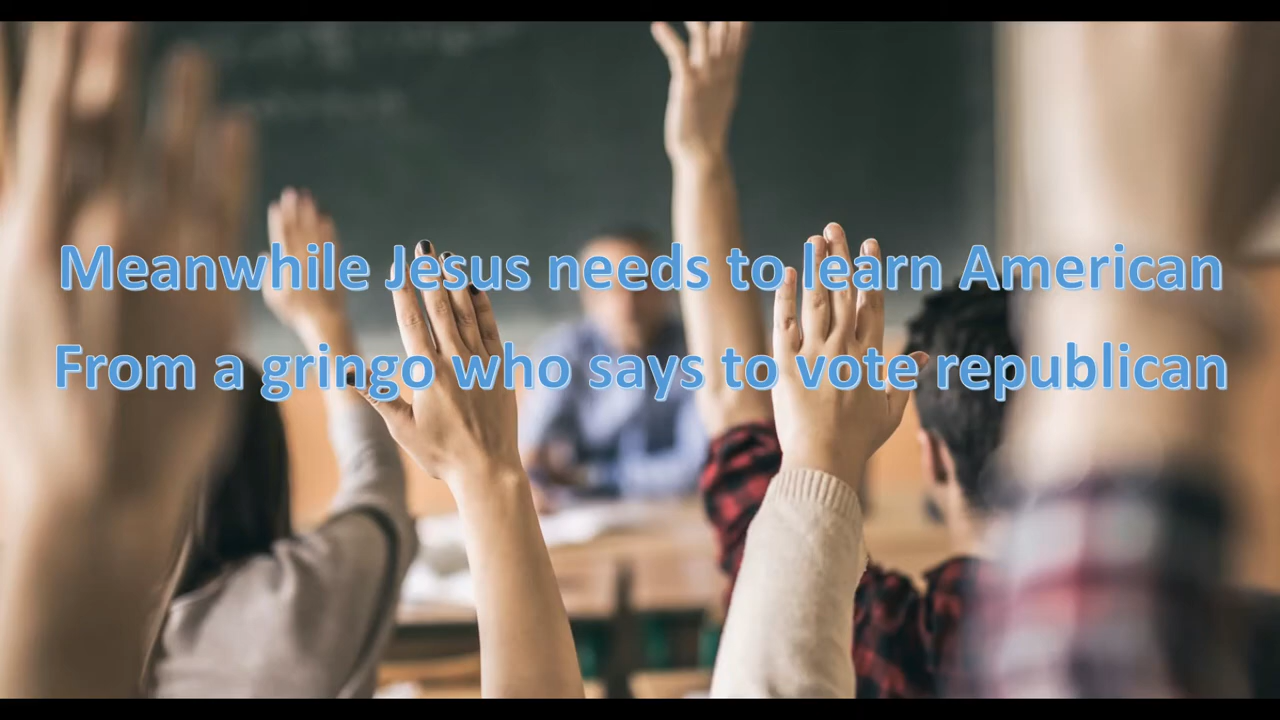 Meanwhile Jesus needs to learn American
From a gringo who says to vote republican